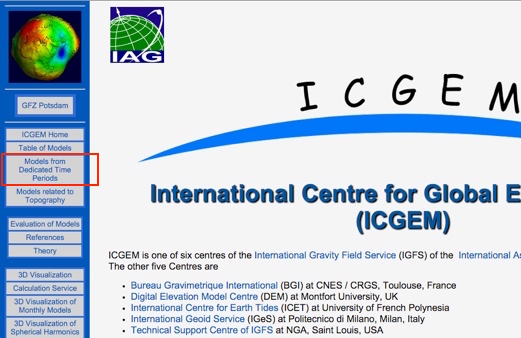 GFZ Potsdam
ICGEM Home
Table of Models
Models from
Dedicated Time
Periods
Models related to
Topography
Evaluation of Models
References
Theory
3D Visualization
Calculation Service
3D Visualization of
Monthly Models
3D Visualization of
Spherical Harmonics
IAG
ICGEM
International Centre for Global E
(ICGEM)
ICGEM is one of six centres of the International Gravity Field Service (IGFS) of the International As
The other five Centres are
• Bureau Gravimetrique International (BGI) at CNES / CRGS, Toulouse, France
• Digital Elevation Model Centre (DEM) at Montfort University, UK
• International Centre for Earth Tides (ICET) at University of French Polynesia
• International Geoid Service (IGeS) at Politecnico di Milano, Milan, Italy
• Technical Support Centre of IGFS at NGA, Saint Louis, USA